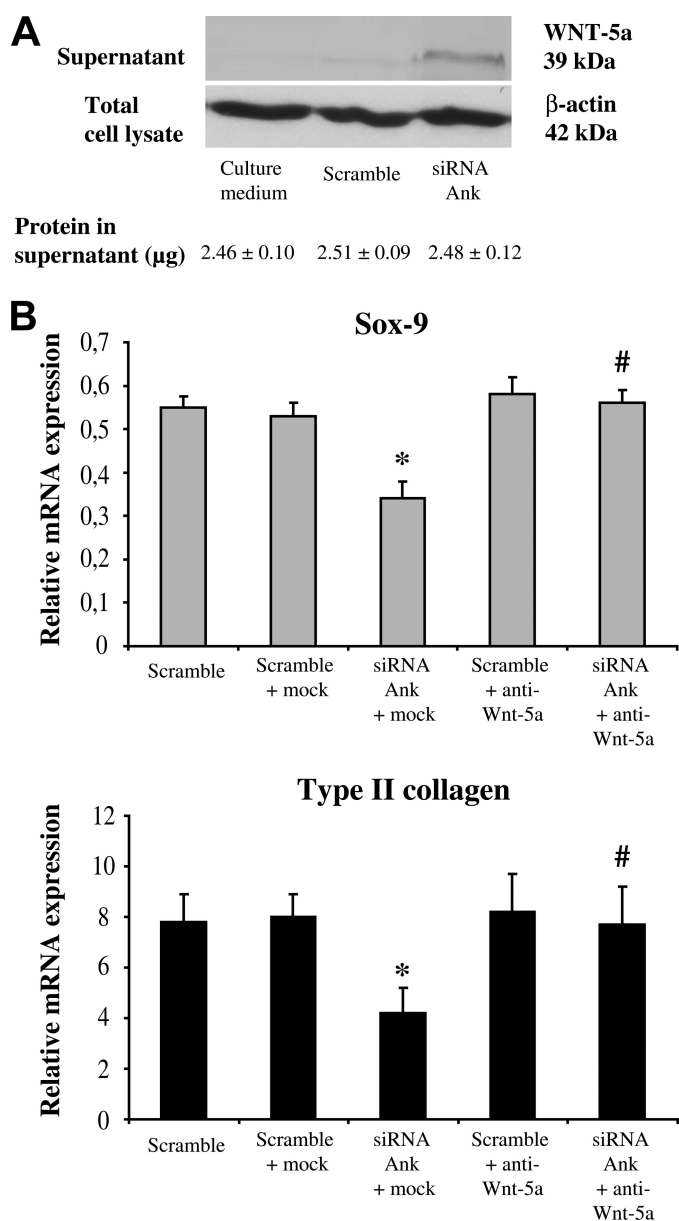 A
Supernatant
WNT-5a
39 kDa
Total
cell lysate
β-actin
42 kDa
Culture
medium
Scramble
siRNA
Ank
Protein in
supernatant (µg)
2.46 ± 0.10
2.51 ± 0.09
2.48 ± 0.12
B
Sox-9
Relative mRNA expression
0,7
0,6
0,5
0,4
0,3
0,2
0,1
0
*
#
Scramble
Scramble
+ mock
siRNA
Ank
+ mock
Scramble
+ anti-
Wnt-5a
siRNA
Ank
+ anti-
Wnt-5a
Type II collagen
Relative mRNA expression
12
10
8
6
4
2
0
*
#
Scramble
Scramble
+ mock
siRNA
Ank
+ mock
Scramble
+ anti-
Wnt-5a
siRNA
Ank
+ anti-
Wnt-5a